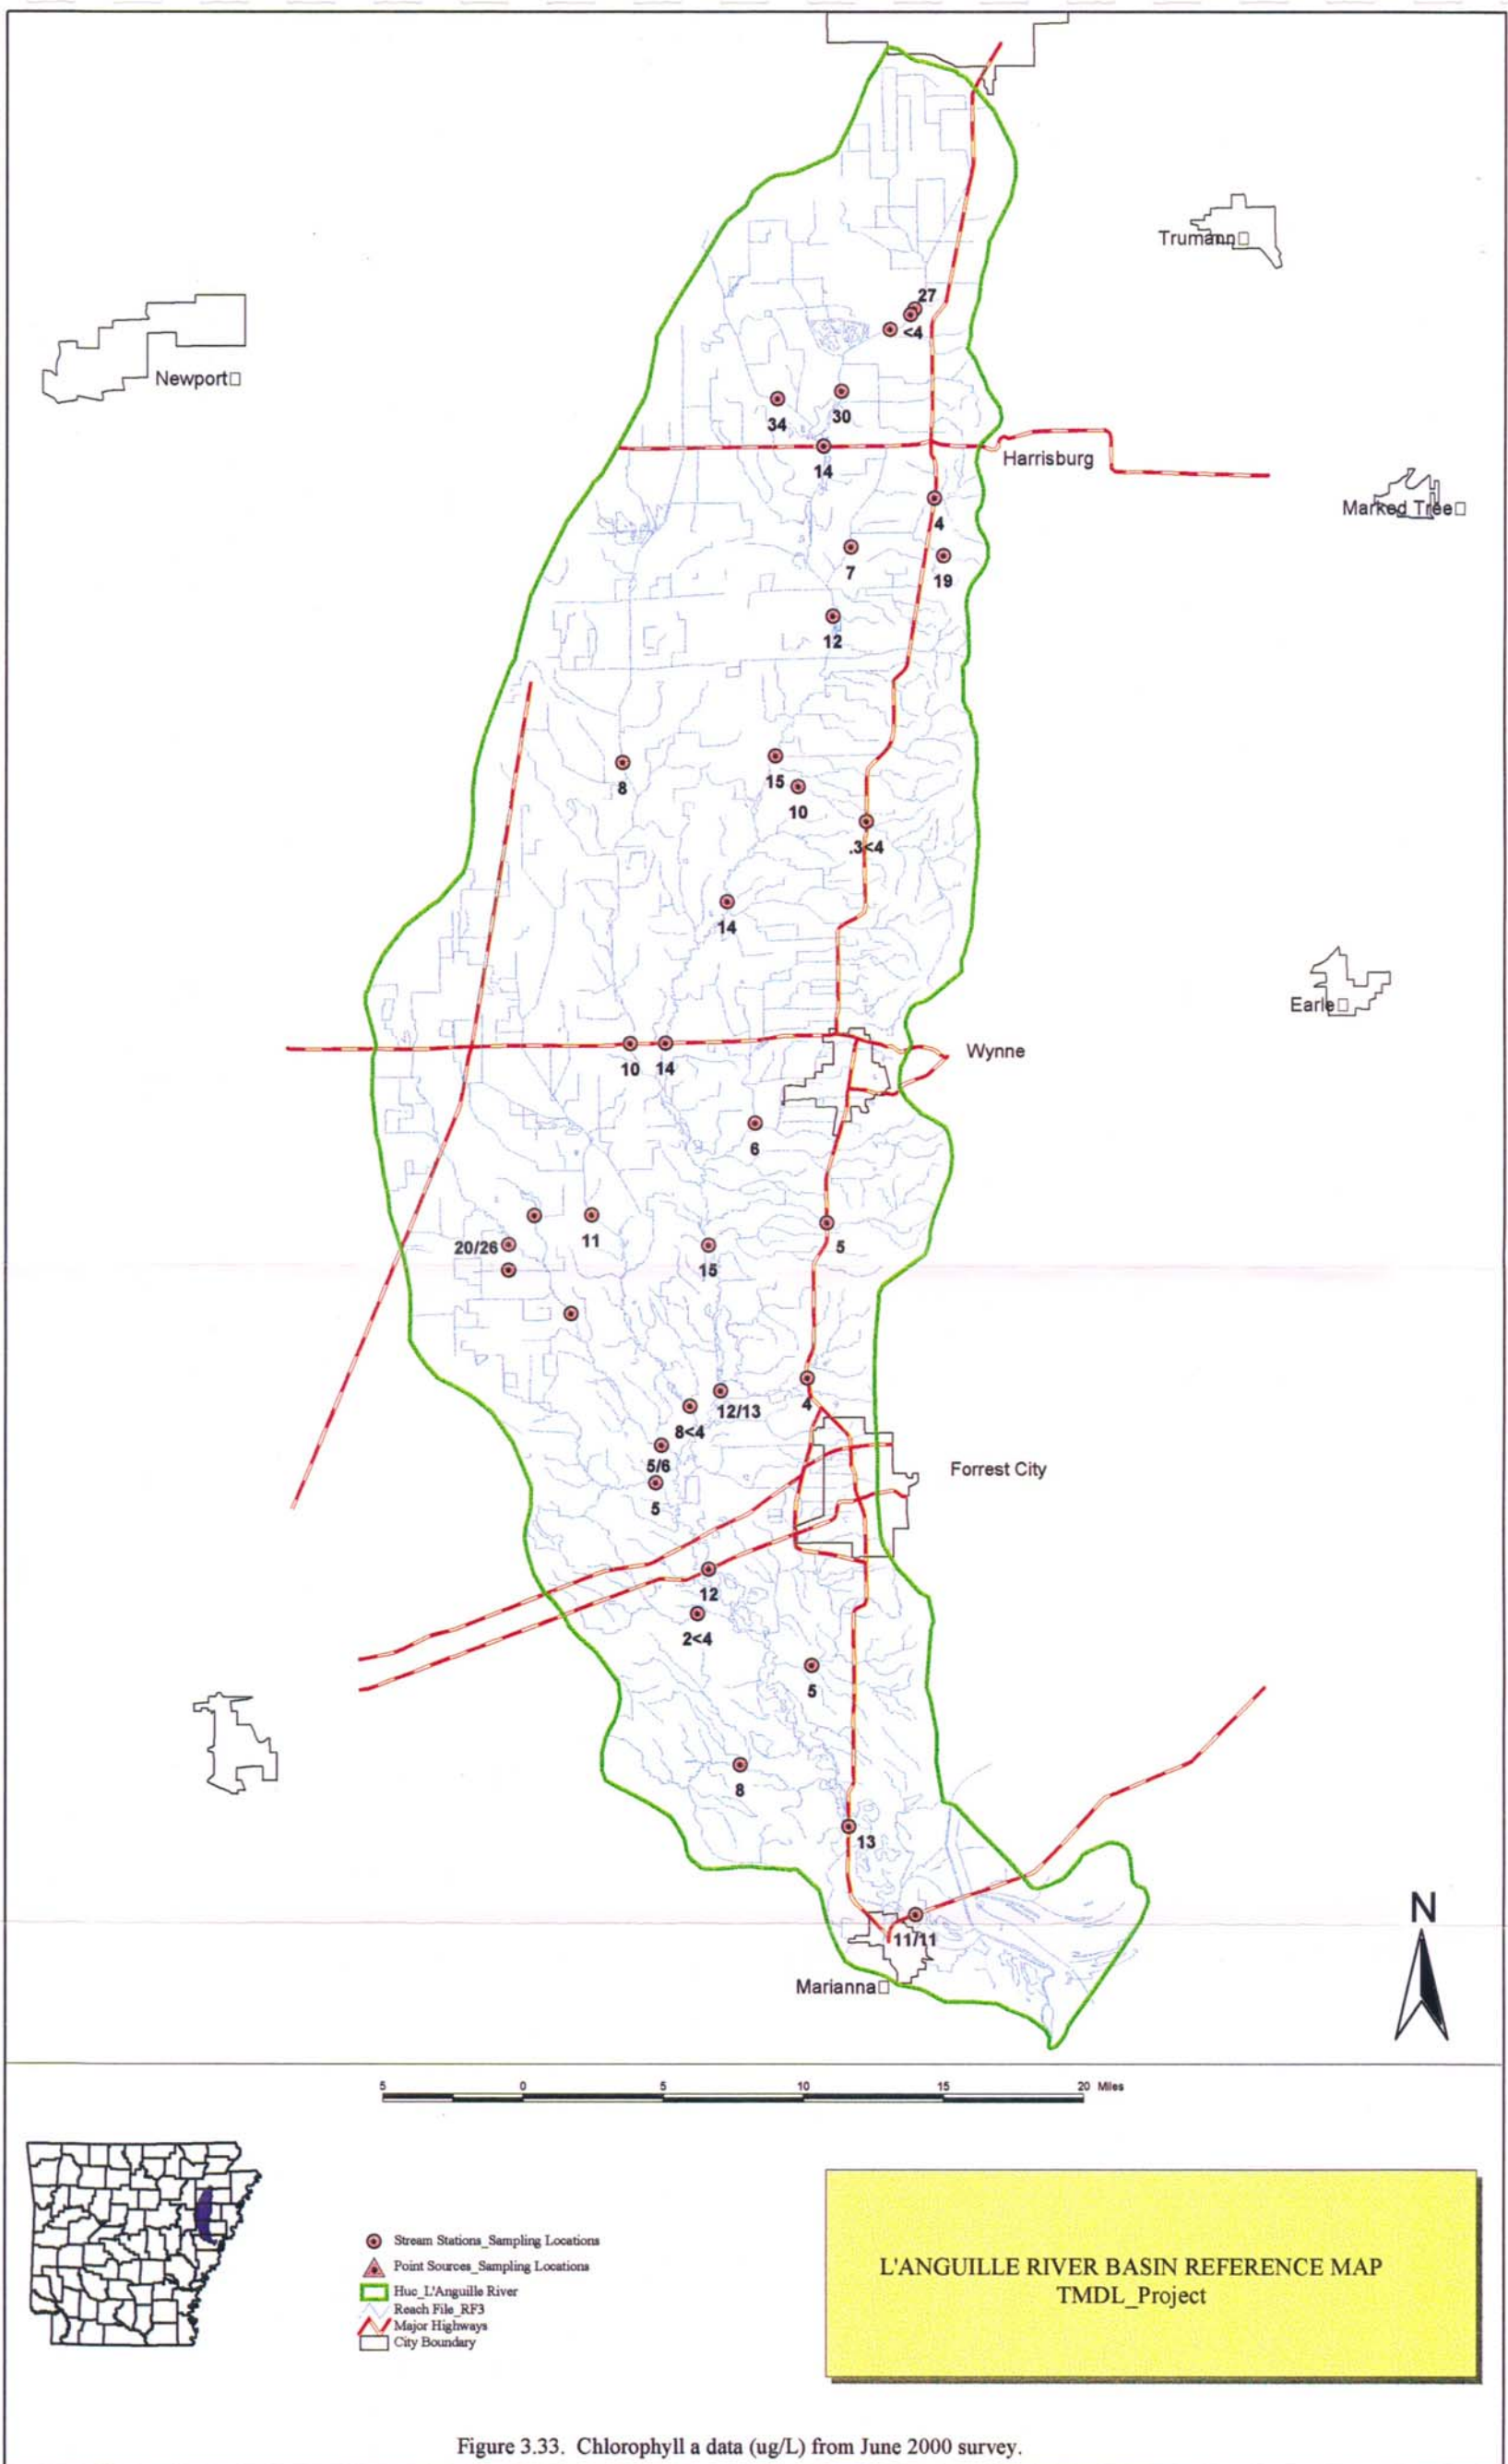 Trumann
27
<4
Newport
34
30
14
Harrisburg
4
Marked Tree
7
19
12
8
15
10
.3<4
14
Earle
10
14
Wynne
6
11
5
20/26
15
4
12/13
8<4
5/6
5
Forrest City
12
2<4
5
8
13
11/11
Marianna
N
5 0 5 10 15 20 Miles
Stream Stations_Sampling Locations
Point Sources_Sampling Locations
Huc_L'Anguille River
Reach File_RF3
Major Highways
City Boundary
L'ANGUILLE RIVER BASIN REFERENCE MAP
TMDL_Project
Figure 3.33. Chlorophyll a data (ug/L) from June 2000 survey.